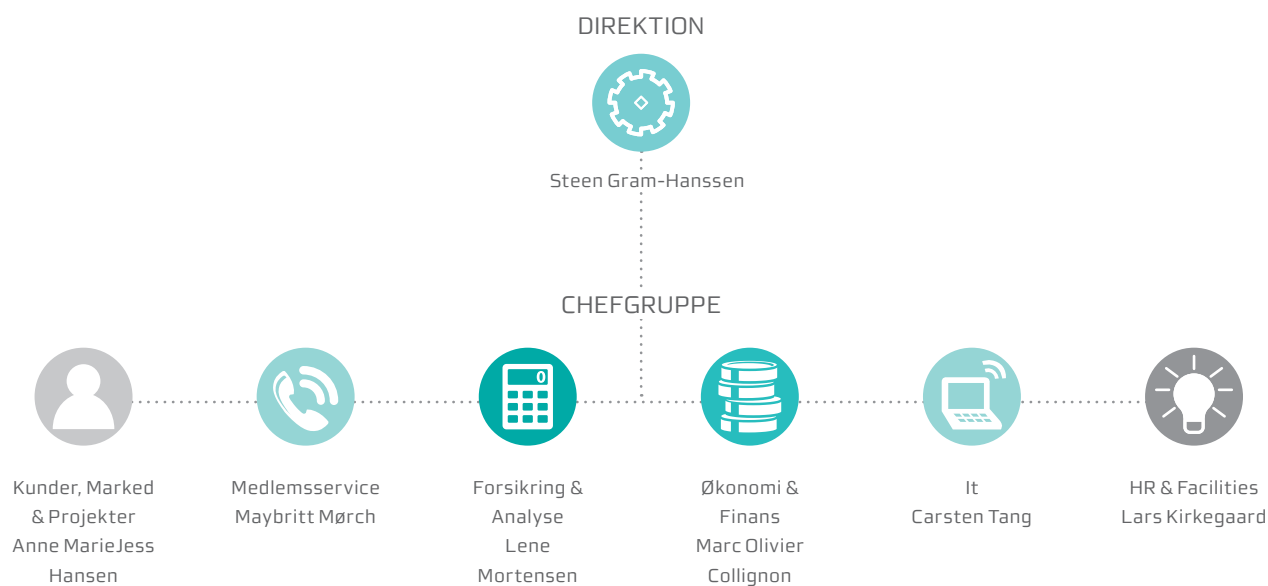 DIREKTION
Steen Gram-Hanssen
CHEFGRUPPE
0
Kunder, Marked
& Projekter
Anne MarieJess
Hansen
Medlemsservice
Maybritt Mørch
Forsikring &
Analyse
Lene
Mortensen
Økonomi &
Finans
Marc Olivier
Collignon
It
Carsten Tang
HR & Facilities
Lars Kirkegaard